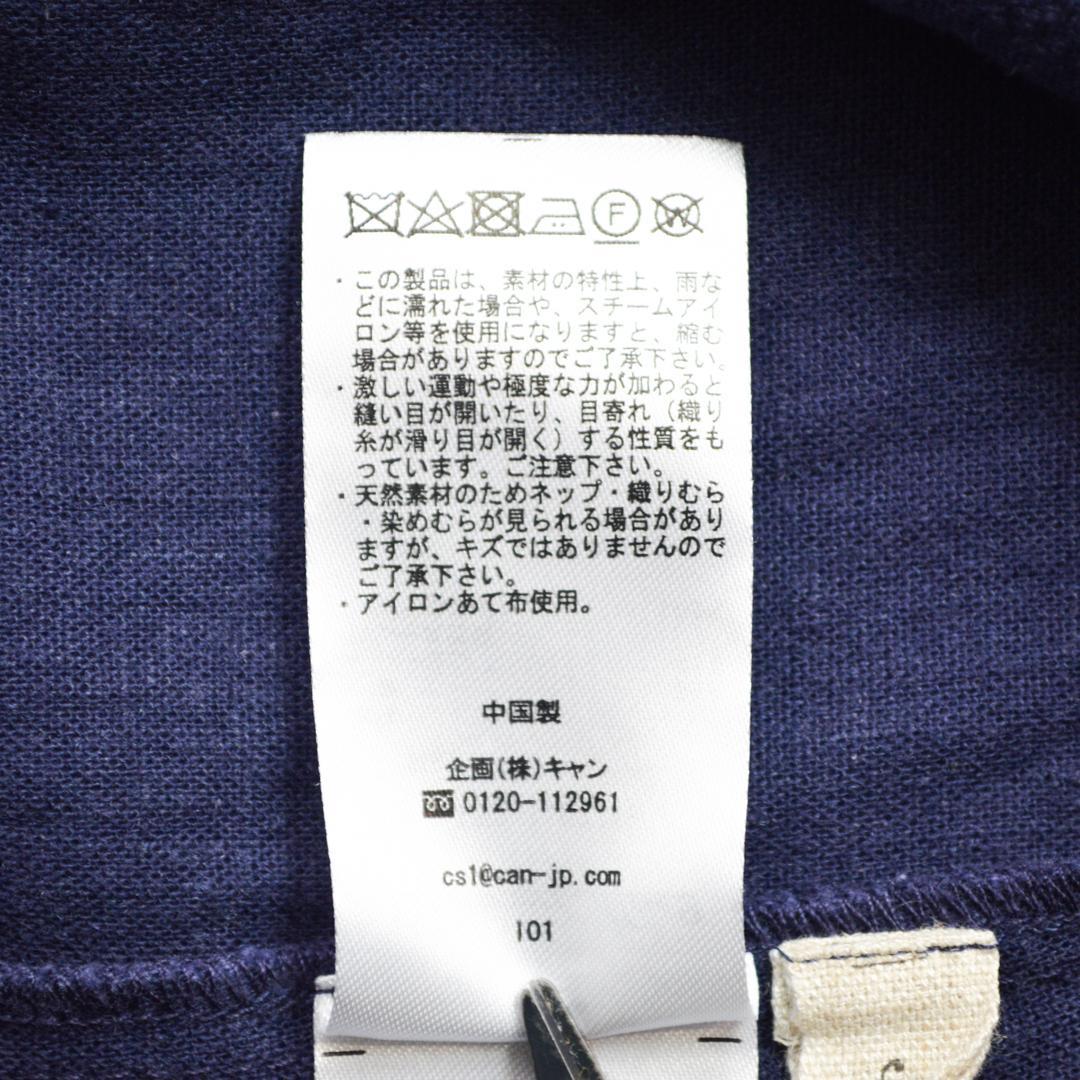 F W
・この製品は、素材の特性上、雨な
どに濡れた場合や、スチームアイ
ロン等を使用になりますと、縮む
場合がありますのでご了承下さい。
・激しい運動や極度な力が加わると
縫い目が開いたり、目寄れ（織り
糸が滑り目が開く）する性質をも
っています。ご注意下さい。
・天然素材のためネップ・織りむら
・染めむらが見られる場合があり
ますが、キズではありませんので
ご了承下さい。
・アイロンあて布使用。
中国製
企画(株)キャン
0120-112961
cs1@can-jp.com
101